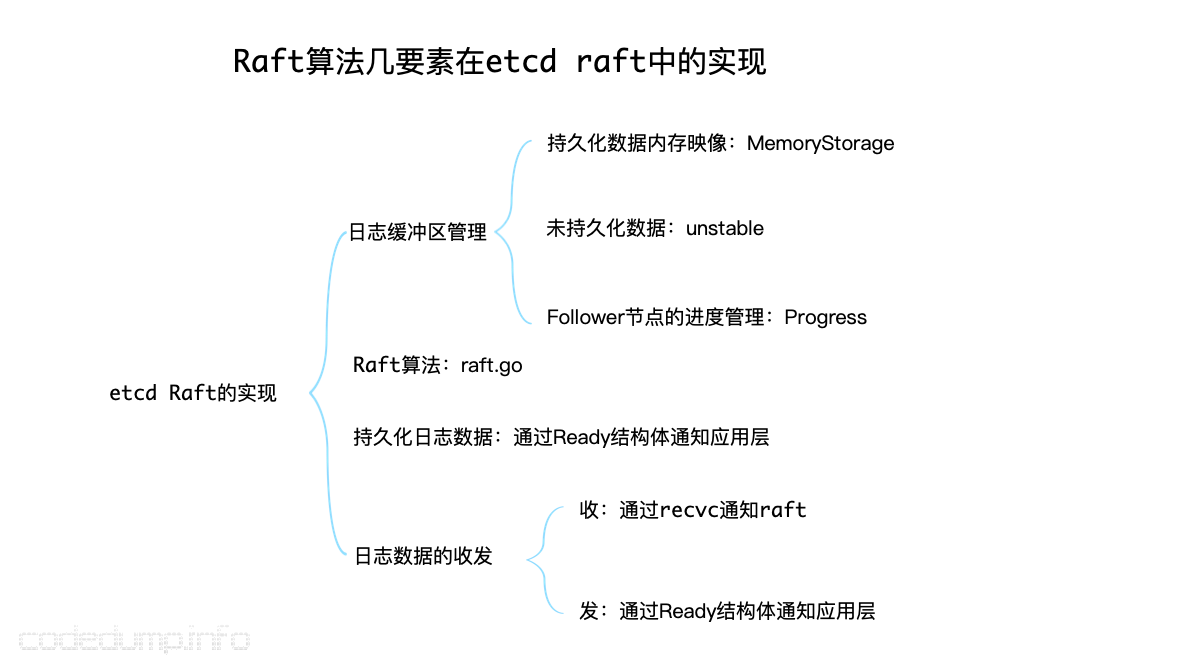 Raft算法几要素在etcd raft中的实现
持久化数据内存映像：MemoryStorage
日志缓冲区管理
未持久化数据：unstable
Follower节点的进度管理：Progress
Raft算法：raft.go
etcd Raft的实现
持久化日志数据：通过Ready结构体通知应用层
收：通过recvc通知raft
日志数据的收发
发：通过Ready结构体通知应用层
codedump.info